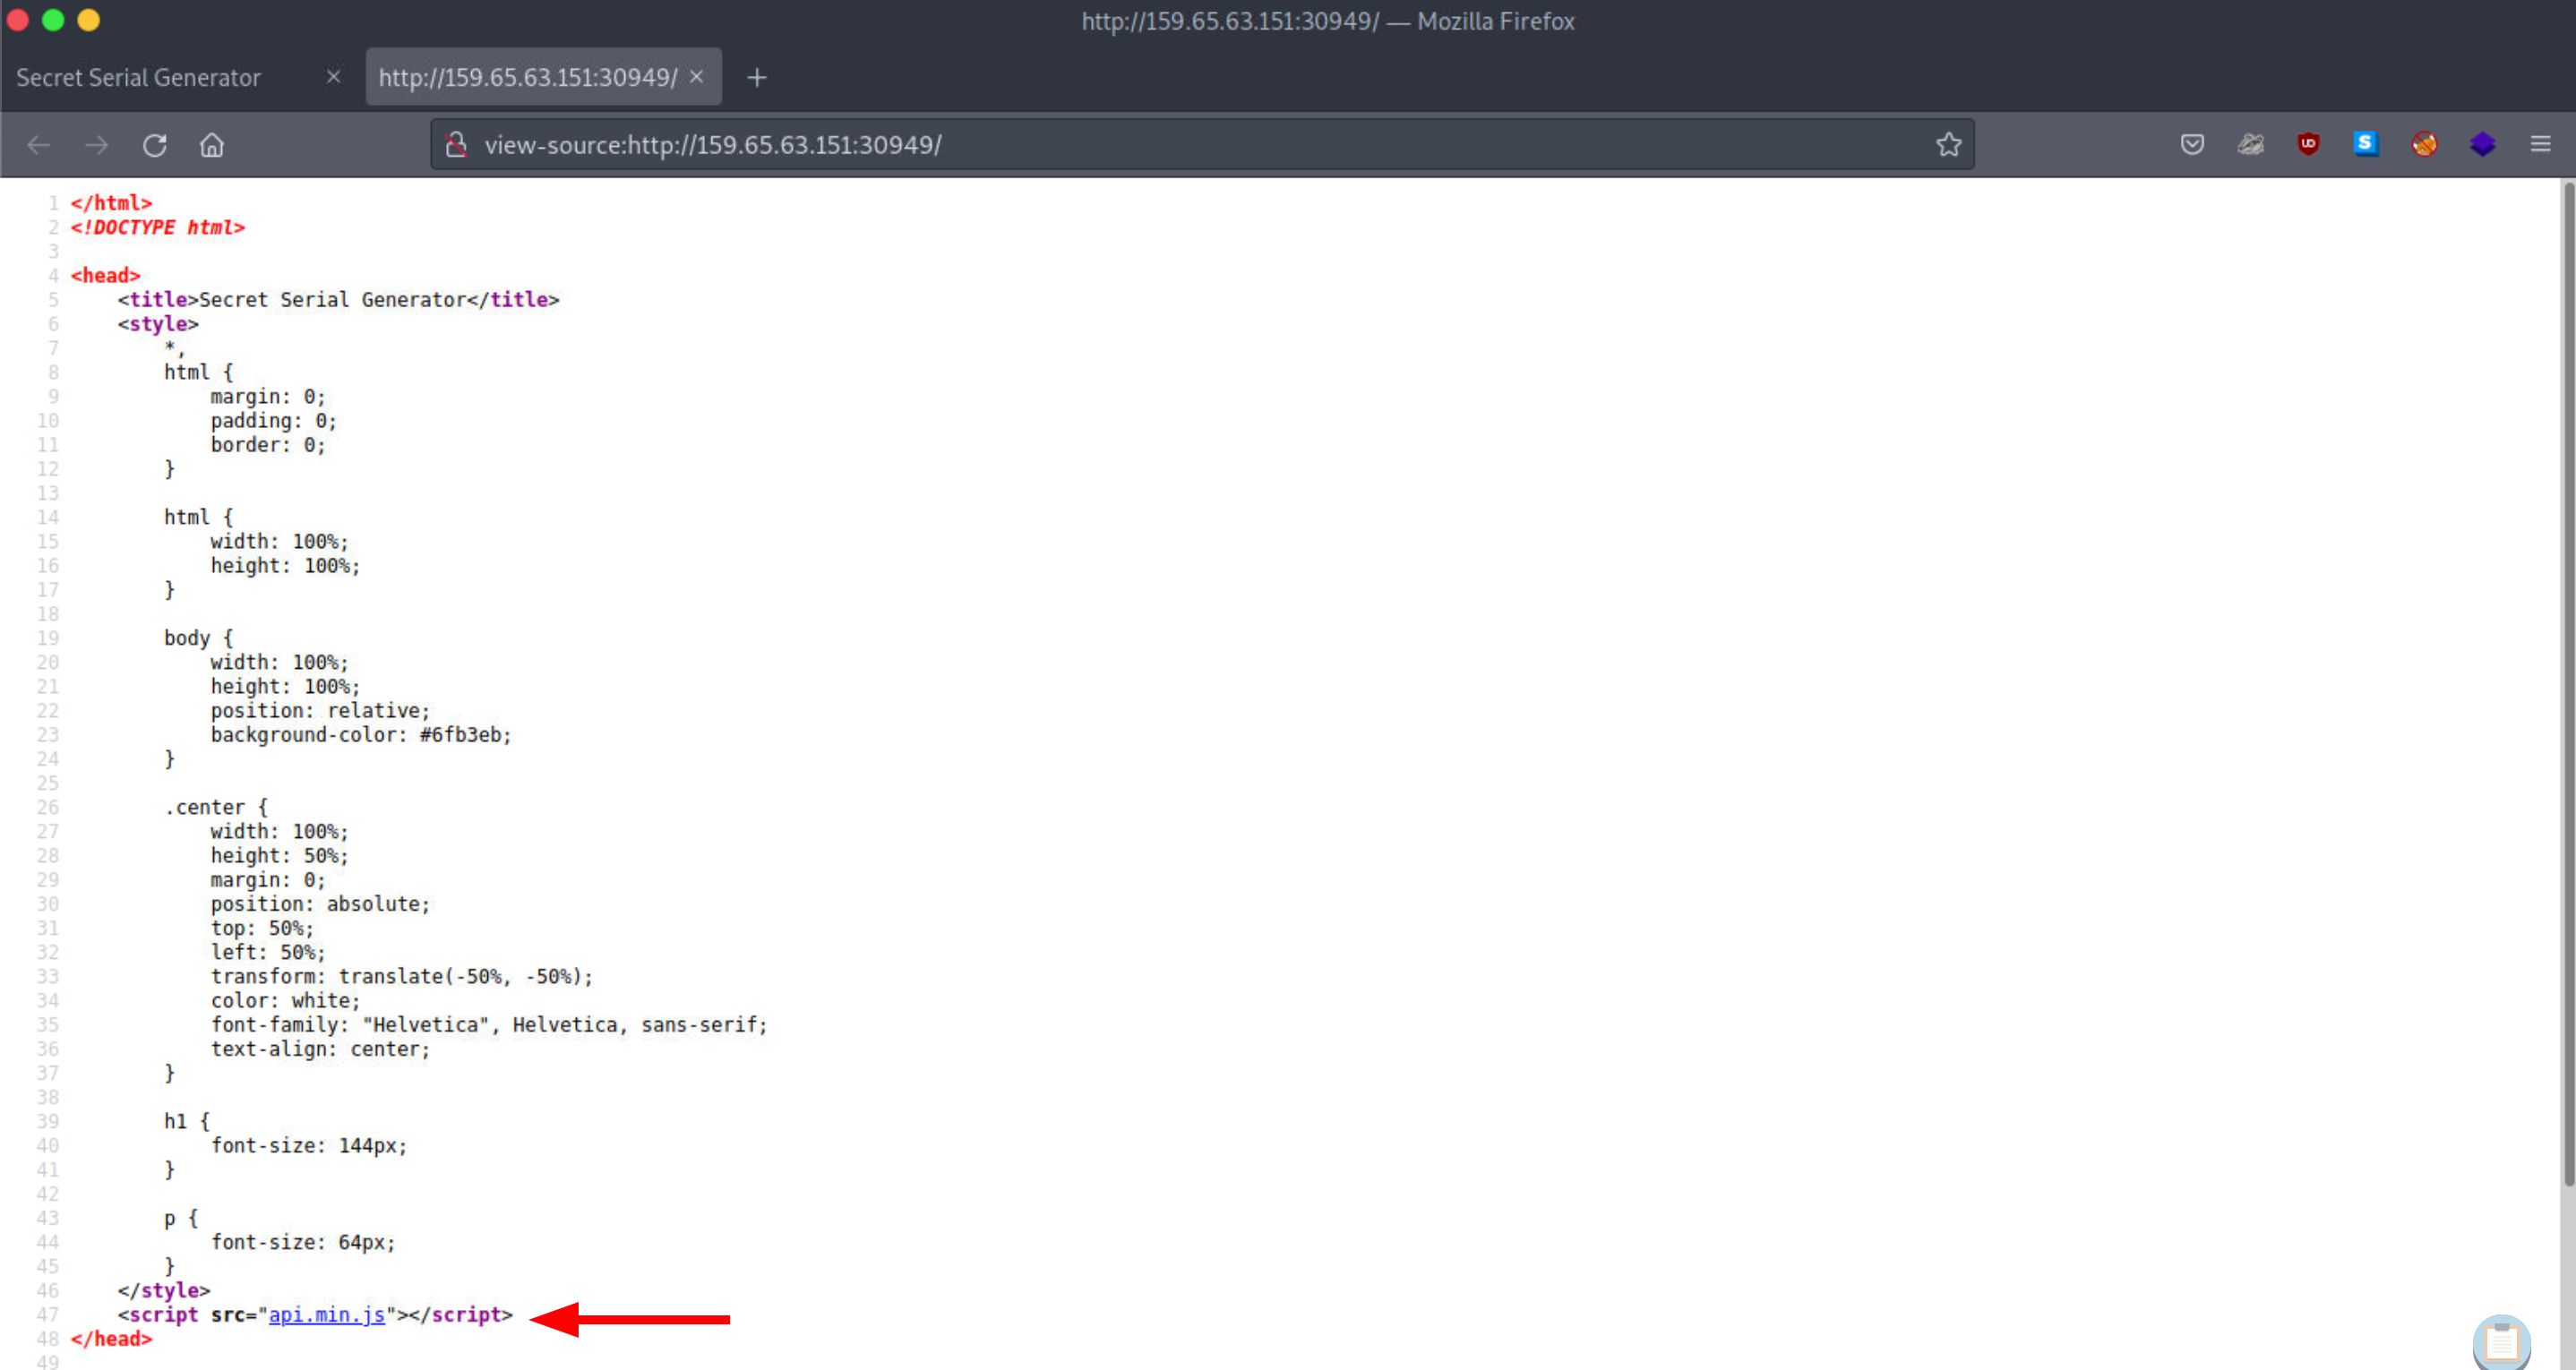 http://159.65.63.151:30949/ — Mozilla Firefox
Secret Serial Generator
http://159.65.63.151:30949/
view-source:http://159.65.63.151:30949/
1 </html>
2 <!DOCTYPE html>
3
4 <head>
5     <title>Secret Serial Generator</title>
6     <style>
7         *,
8         html {
9             margin: 0;
10             padding: 0;
11             border: 0;
12         }
13
14         html {
15             width: 100%;
16             height: 100%;
17         }
18
19         body {
20             width: 100%;
21             height: 100%;
22             position: relative;
23             background-color: #6fb3eb;
24         }
25
26         .center {
27             width: 100%;
28             height: 50%;
29             margin: 0;
30             position: absolute;
31             top: 50%;
32             left: 50%;
33             transform: translate(-50%, -50%);
34             color: white;
35             font-family: "Helvetica", Helvetica, sans-serif;
36             text-align: center;
37         }
38
39         h1 {
40             font-size: 144px;
41         }
42
43         p {
44             font-size: 64px;
45         }
46     </style>
47     <script src="api.min.js"></script>
48 </head>
49